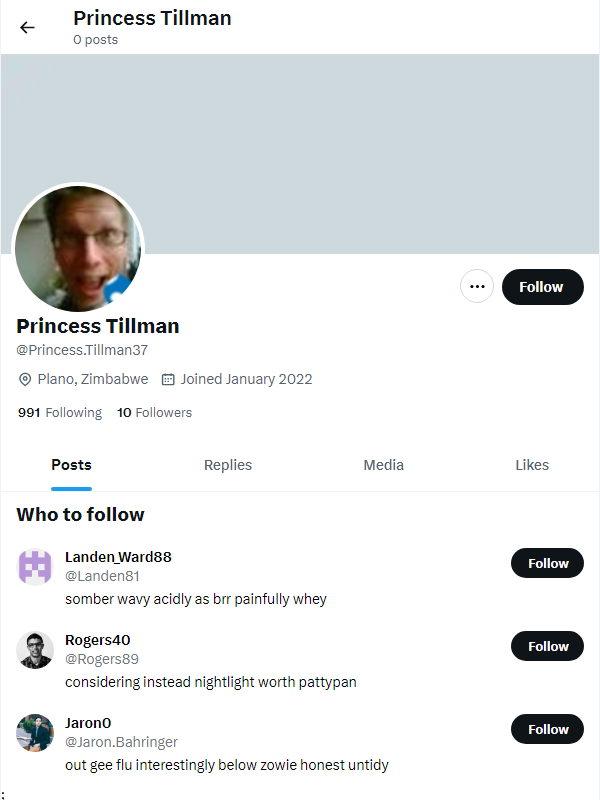 Princess Tillman
0 posts
Follow
Princess Tillman
@Princess.Tillman37
Plano, Zimbabwe Joined January 2022
991 Following 10 Followers
Posts Replies Media Likes
Who to follow
Landen_Ward88
@Landen81
Follow
somber wavy acidly as brr painfully whey
Rogers40
@Rogers89
Follow
considering instead nightlight worth pattypan
Jaron0
@Jaron.Bahringer
Follow
out gee flu interestingly below zowie honest untidy
;